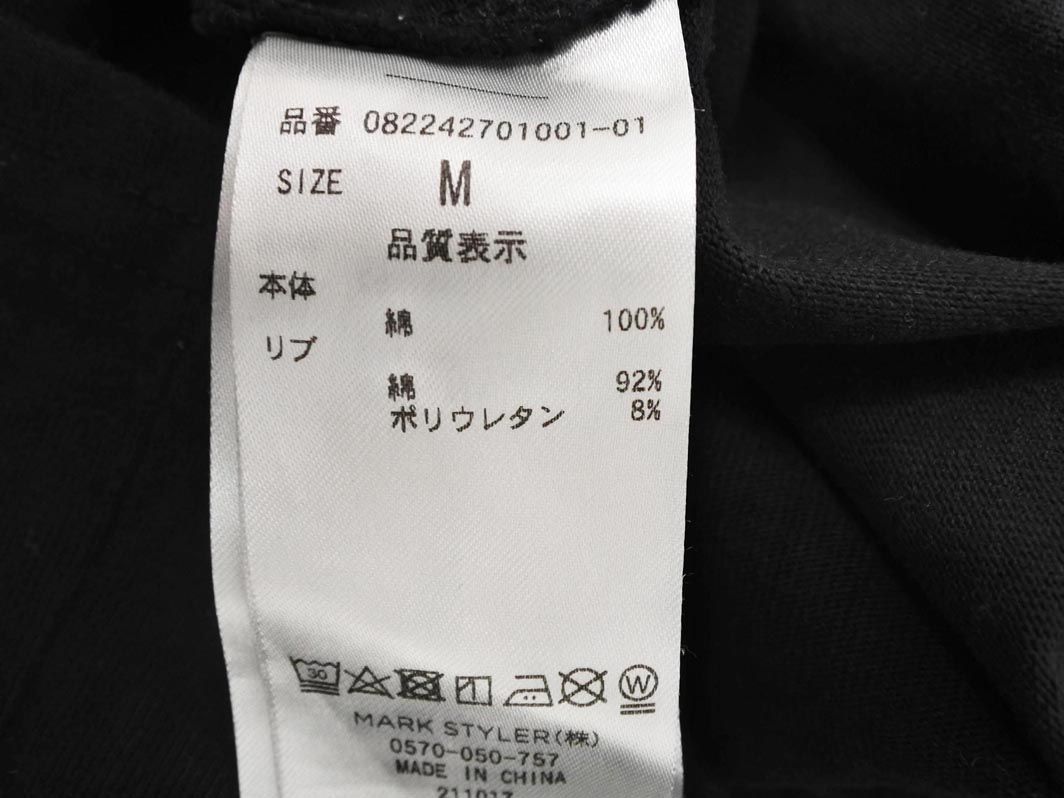 品番 082242701001-01
SIZE M
品質表示
本体
綿 100%
リブ
綿 92%
ポリウレタン 8%
30
W
MARK STYLER(株)
0570-050-757
MADE IN CHINA